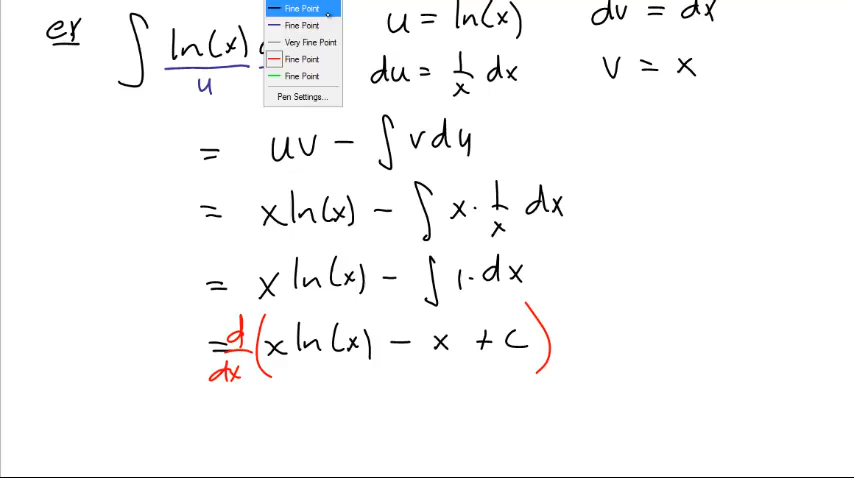 ex ∫ ln(x) u = ln(x) dv = dx
u du = 1/x dx v = x
Fine Point
Fine Point
Very Fine Point
Fine Point
Fine Point
Pen Settings...
= uv - ∫ v du
= x ln(x) - ∫ x · 1/x dx
= x ln(x) - ∫ 1 · dx
= d/dx (x ln(x) - x + C)